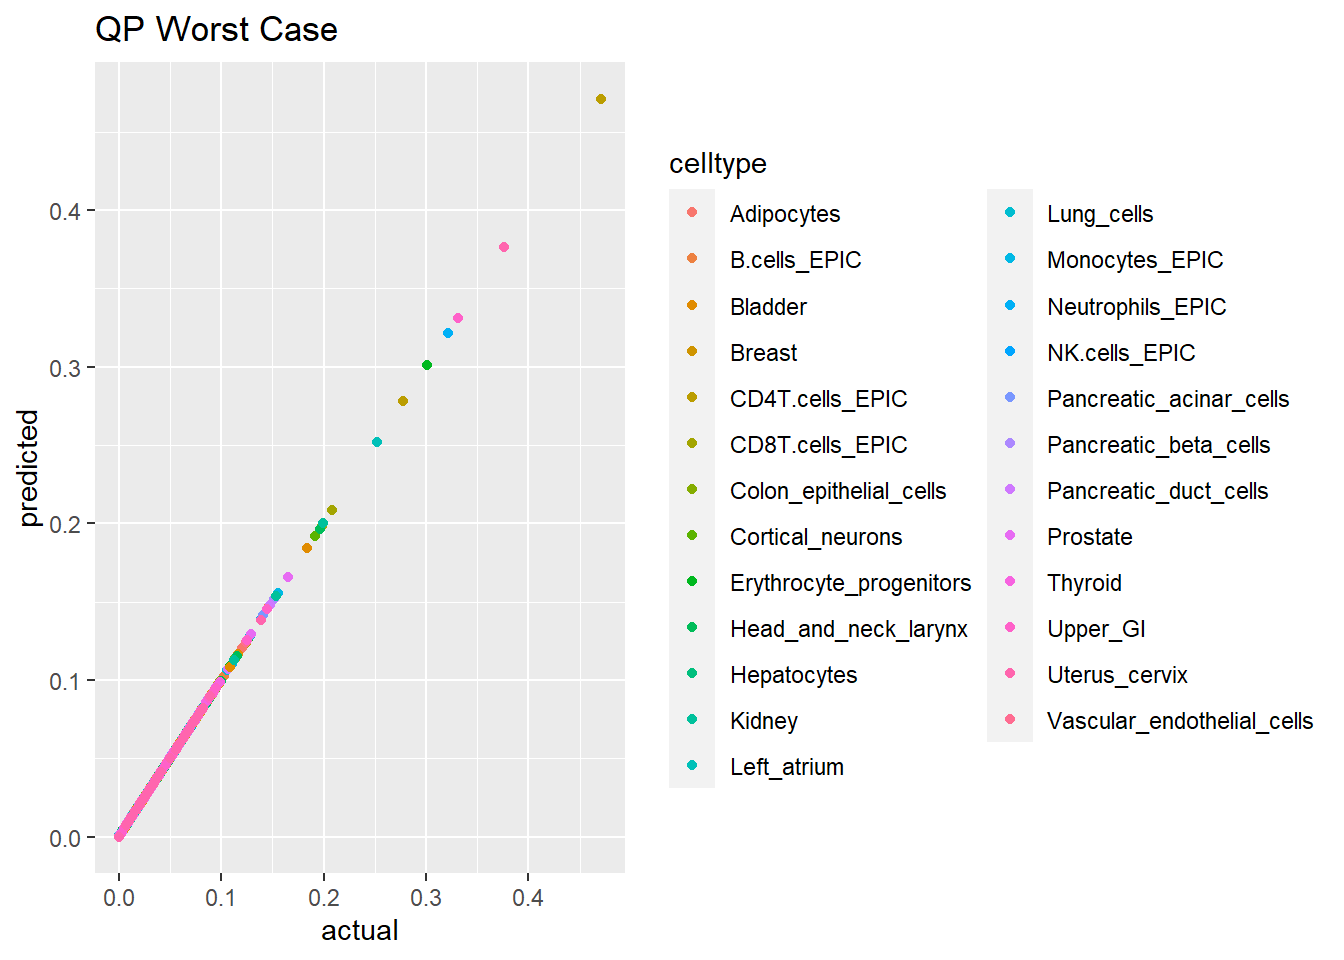 QP Worst Case
predicted
0.4
0.3
0.2
0.1
0.0
0.0 0.1 0.2 0.3 0.4
actual
celltype
Adipocytes
B.cells_EPIC
Bladder
Breast
CD4T.cells_EPIC
CD8T.cells_EPIC
Colon_epithelial_cells
Cortical_neurons
Erythrocyte_progenitors
Head_and_neck_larynx
Hepatocytes
Kidney
Left_atrium
Lung_cells
Monocytes_EPIC
Neutrophils_EPIC
NK.cells_EPIC
Pancreatic_acinar_cells
Pancreatic_beta_cells
Pancreatic_duct_cells
Prostate
Thyroid
Upper_GI
Uterus_cervix
Vascular_endothelial_cells